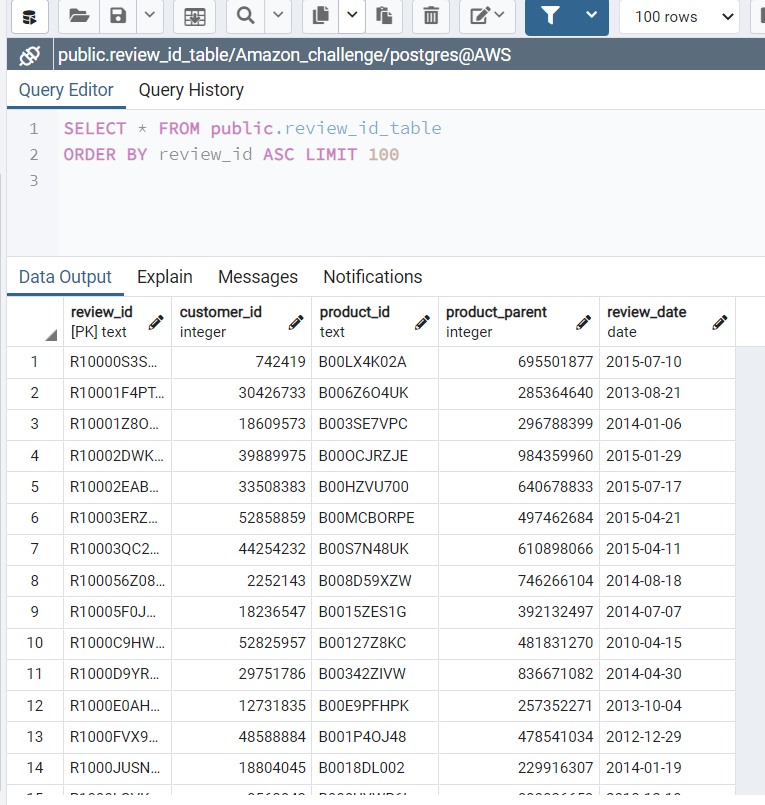 100 rows
public.review_id_table/Amazon_challenge/postgres@AWS
Query Editor Query History
1 SELECT * FROM public.review_id_table
2 ORDER BY review_id ASC LIMIT 100
3
Data Output Explain Messages Notifications
review_id customer_id product_id product_parent review_date
[PK] text integer text integer date
1 R10000S3S... 742419 B00LX4K02A 695501877 2015-07-10
2 R10001F4PT... 30426733 B006Z6O4UK 285364640 2013-08-21
3 R10001Z8O... 18609573 B003SE7VPC 296788399 2014-01-06
4 R10002DWK... 39889975 B00OCJRZJE 984359960 2015-01-29
5 R10002EAB... 33508383 B00HZVU700 640678833 2015-07-17
6 R10003ERZ... 52858859 B00MCBORPE 497462684 2015-04-21
7 R10003QC2... 44254232 B00S7N48UK 610898066 2015-04-11
8 R100056Z08... 2252143 B008D59XZW 746266104 2014-08-18
9 R10005F0J... 18236547 B0015ZES1G 392132497 2014-07-07
10 R1000C9HW... 52825957 B00127Z8KC 481831270 2010-04-15
11 R1000D9YR... 29751786 B00342ZIVW 836671082 2014-04-30
12 R1000E0AH... 12731835 B00E9PFHPK 257352271 2013-10-04
13 R1000FVX9... 48588884 B001P4OJ48 478541034 2012-12-29
14 R1000JUSN... 18804045 B0018DL002 229916307 2014-01-19